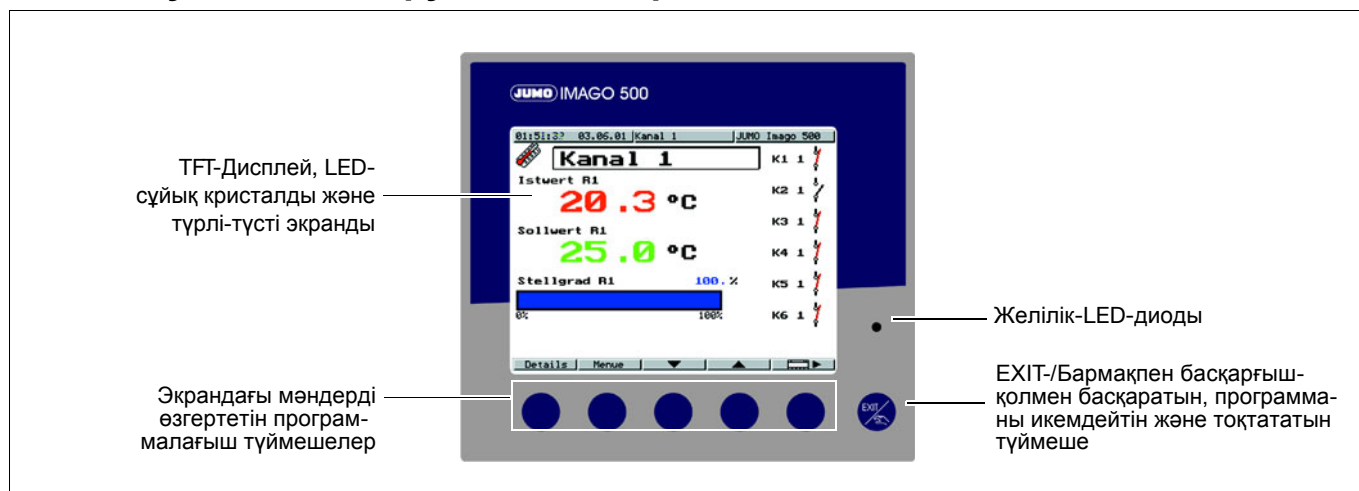 JUMO IMAGO 500
01:51:32 03.06.01 Kanal 1 JUMO Imago 500
Kanal 1
Istwert R1
20.3 °C
Sollwert R1
25.0 °C
Stellgrad R1 100.%
0% 100%
K1 1
K2 1
K3 1
K4 1
K5 1
K6 1
Details Menue
EXIT
TFT-Дисплей, LED-
сұйық кристалды және
түрлі-түсті экранды
Экрандағы мәндерді
өзгертетін програм-
малағыш түймешелер
Желілік-LED-диоды
EXIT-/Бармақпен басқарғыш-
қолмен басқаратын, программа-
ны икемдейтін және тоқтататын
түймеше